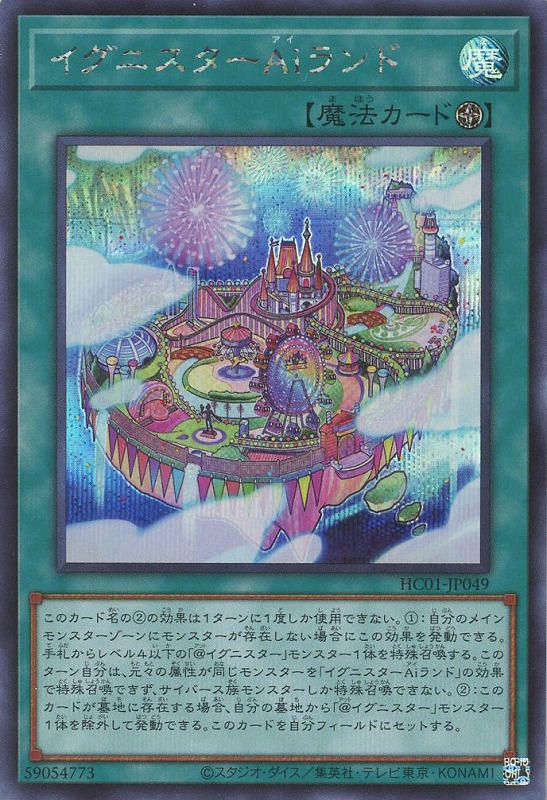 イグニスターAiランド
魔
【魔法カード】
HC01-JP049
このカード名の②の効果は1ターンに1度しか使用できない。①:自分のメイン
モンスターゾーンにモンスターが存在しない場合にこの効果を発動できる。
手札からレベル4以下の「@イグニスター」モンスター1体を特殊召喚する。この
ターン自分は、元々の属性が同じモンスターを「イグニスターAiランド」の効果
で特殊召喚できず、サイバース族モンスターしか特殊召喚できない。②:この
カードが墓地に存在する場合、自分の墓地から「@イグニスター」モンスター
1体を除外して発動できる。このカードを自分フィールドにセットする。
59054773
©スタジオ・ダイス/集英社・テレビ東京・KONAMI